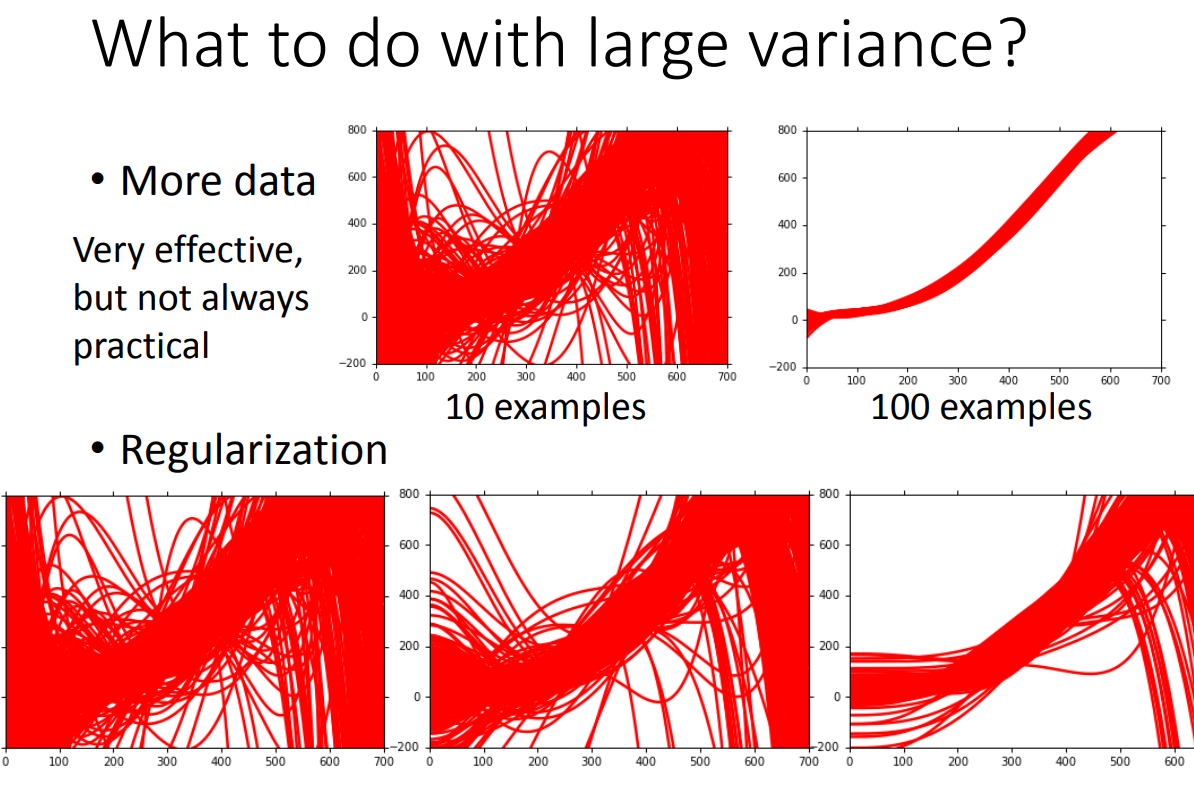 What to do with large variance?
• More data
Very effective,
but not always
practical
800
600
400
200
0
−200
0 100 200 300 400 500 600 700
10 examples
800
600
400
200
0
−200
0 100 200 300 400 500 600 700
100 examples
• Regularization
0 100 200 300 400 500 600 700
800
600
400
200
0
−200
0 100 200 300 400 500 600 700
800
600
400
200
0
−200
0 100 200 300 400 500 600